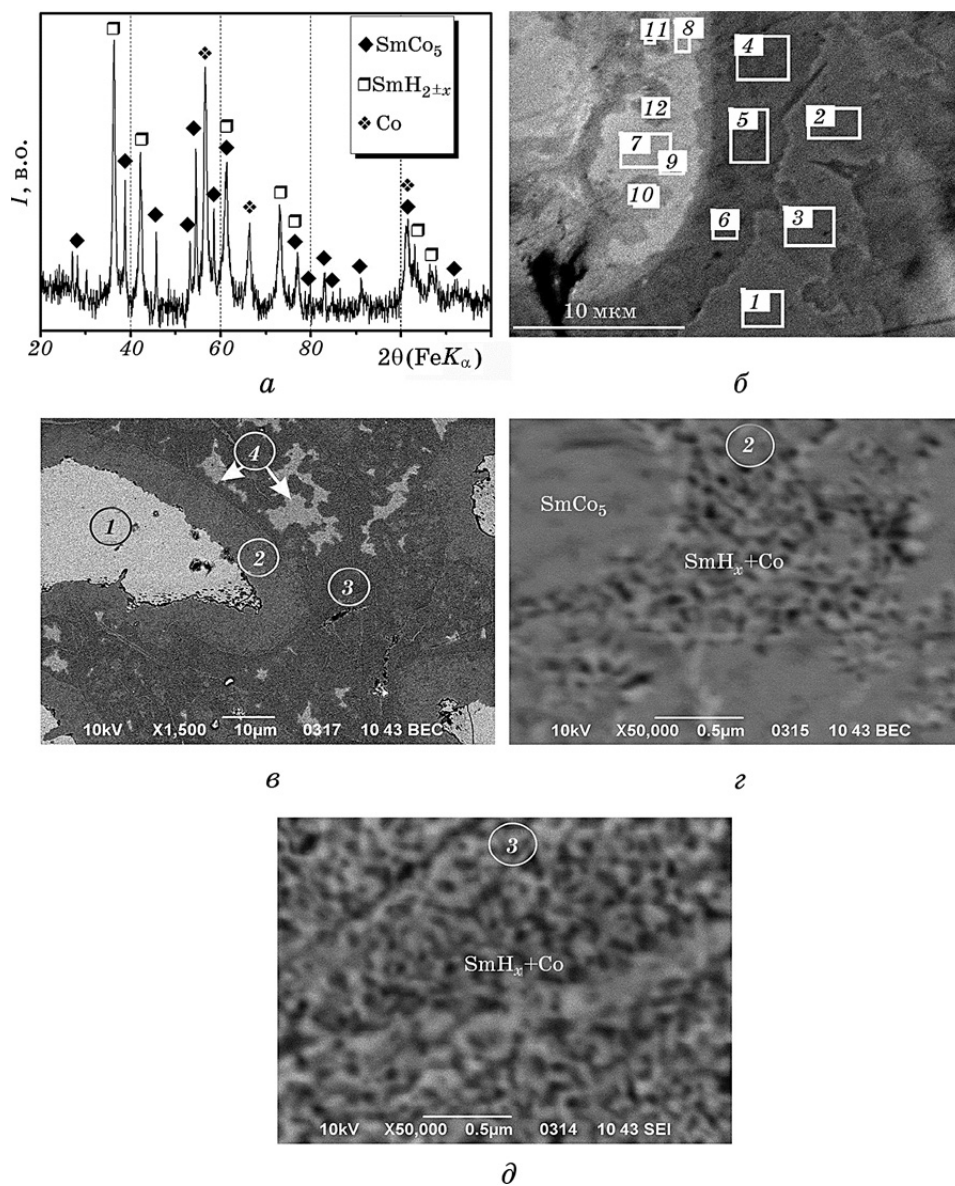 SmCo₅
SmH₂±ₓ
Co
I, в.о.
20 40 60 80 2θ(FeKα)
а
11 8
4
12
5
2
7
9
10
6
3
1
10 мкм
б
4
1
2
3
10kV X1,500 10μm 0317 10 43 BEC
в
2
SmCo₅
SmHₓ+Co
10kV X50,000 0.5μm 0315 10 43 BEC
г
3
SmHₓ+Co
10kV X50,000 0.5μm 0314 10 43 SEI
д